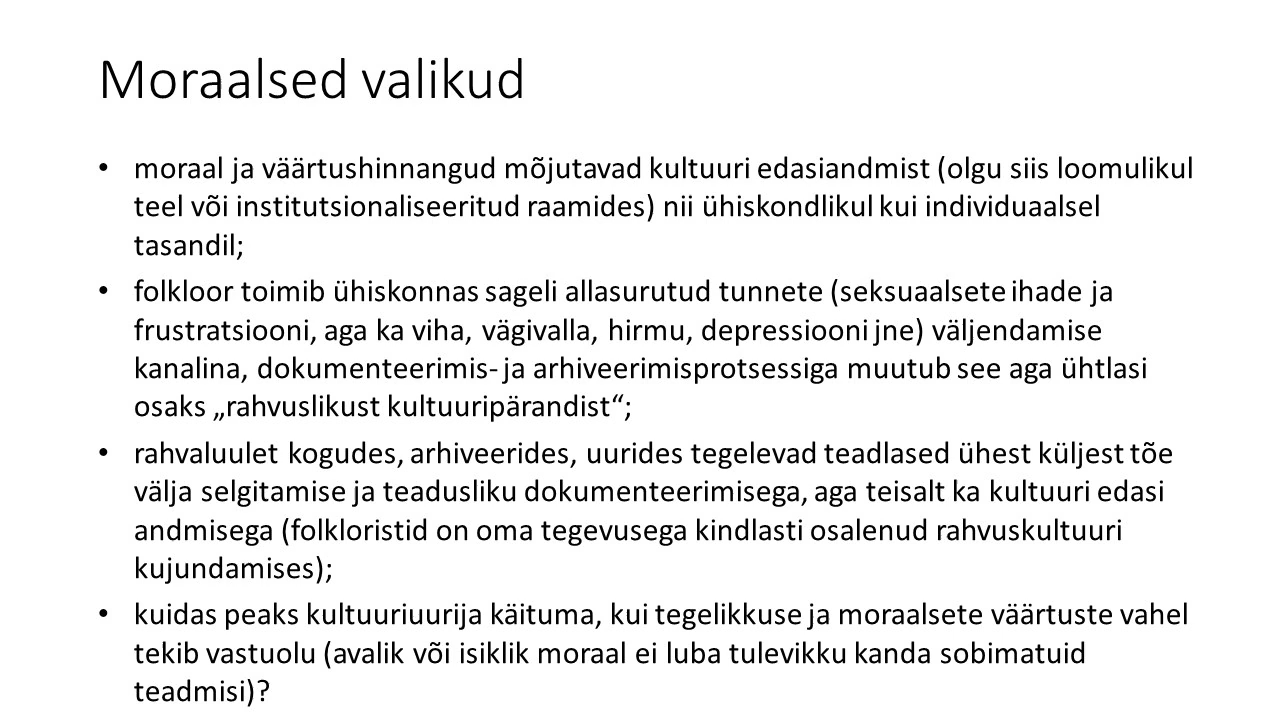 Moraalsed valikud
• moraal ja väärtushinnangud mõjutavad kultuuri edasiandmist (olgu siis loomulikul
teel või institutsionaliseeritud raamides) nii ühiskondlikul kui individuaalsel
tasandil;
• folkloor toimib ühiskonnas sageli allasurutud tunnete (seksuaalsete ihade ja
frustratsiooni, aga ka viha, vägivalla, hirmu, depressiooni jne) väljendamise
kanalina, dokumenteerimis- ja arhiveerimisprotsessiga muutub see aga ühtlasi
osaks „rahvuslikust kultuuripärandist“;
• rahvaluulet kogudes, arhiveerides, uurides tegelevad teadlased ühest küljest tõe
välja selgitamise ja teadusliku dokumenteerimisega, aga teisalt ka kultuuri edasi
andmisega (folkloristid on oma tegevusega kindlasti osalenud rahvuskultuuri
kujundamises);
• kuidas peaks kultuuriuurija käituma, kui tegelikkuse ja moraalsete väärtuste vahel
tekib vastuolu (avalik või isiklik moraal ei luba tulevikku kanda sobimatuid
teadmisi)?